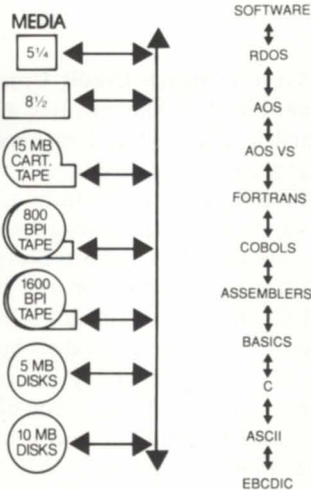 MEDIA
5¼
8½
15 MB
CART.
TAPE
800
BPI
TAPE
1600
BPI
TAPE
5 MB
DISKS
10 MB
DISKS
SOFTWARE
RDOS
AOS
AOS VS
FORTRANS
COBOLS
ASSEMBLERS
BASICS
C
ASCII
EBCDIC